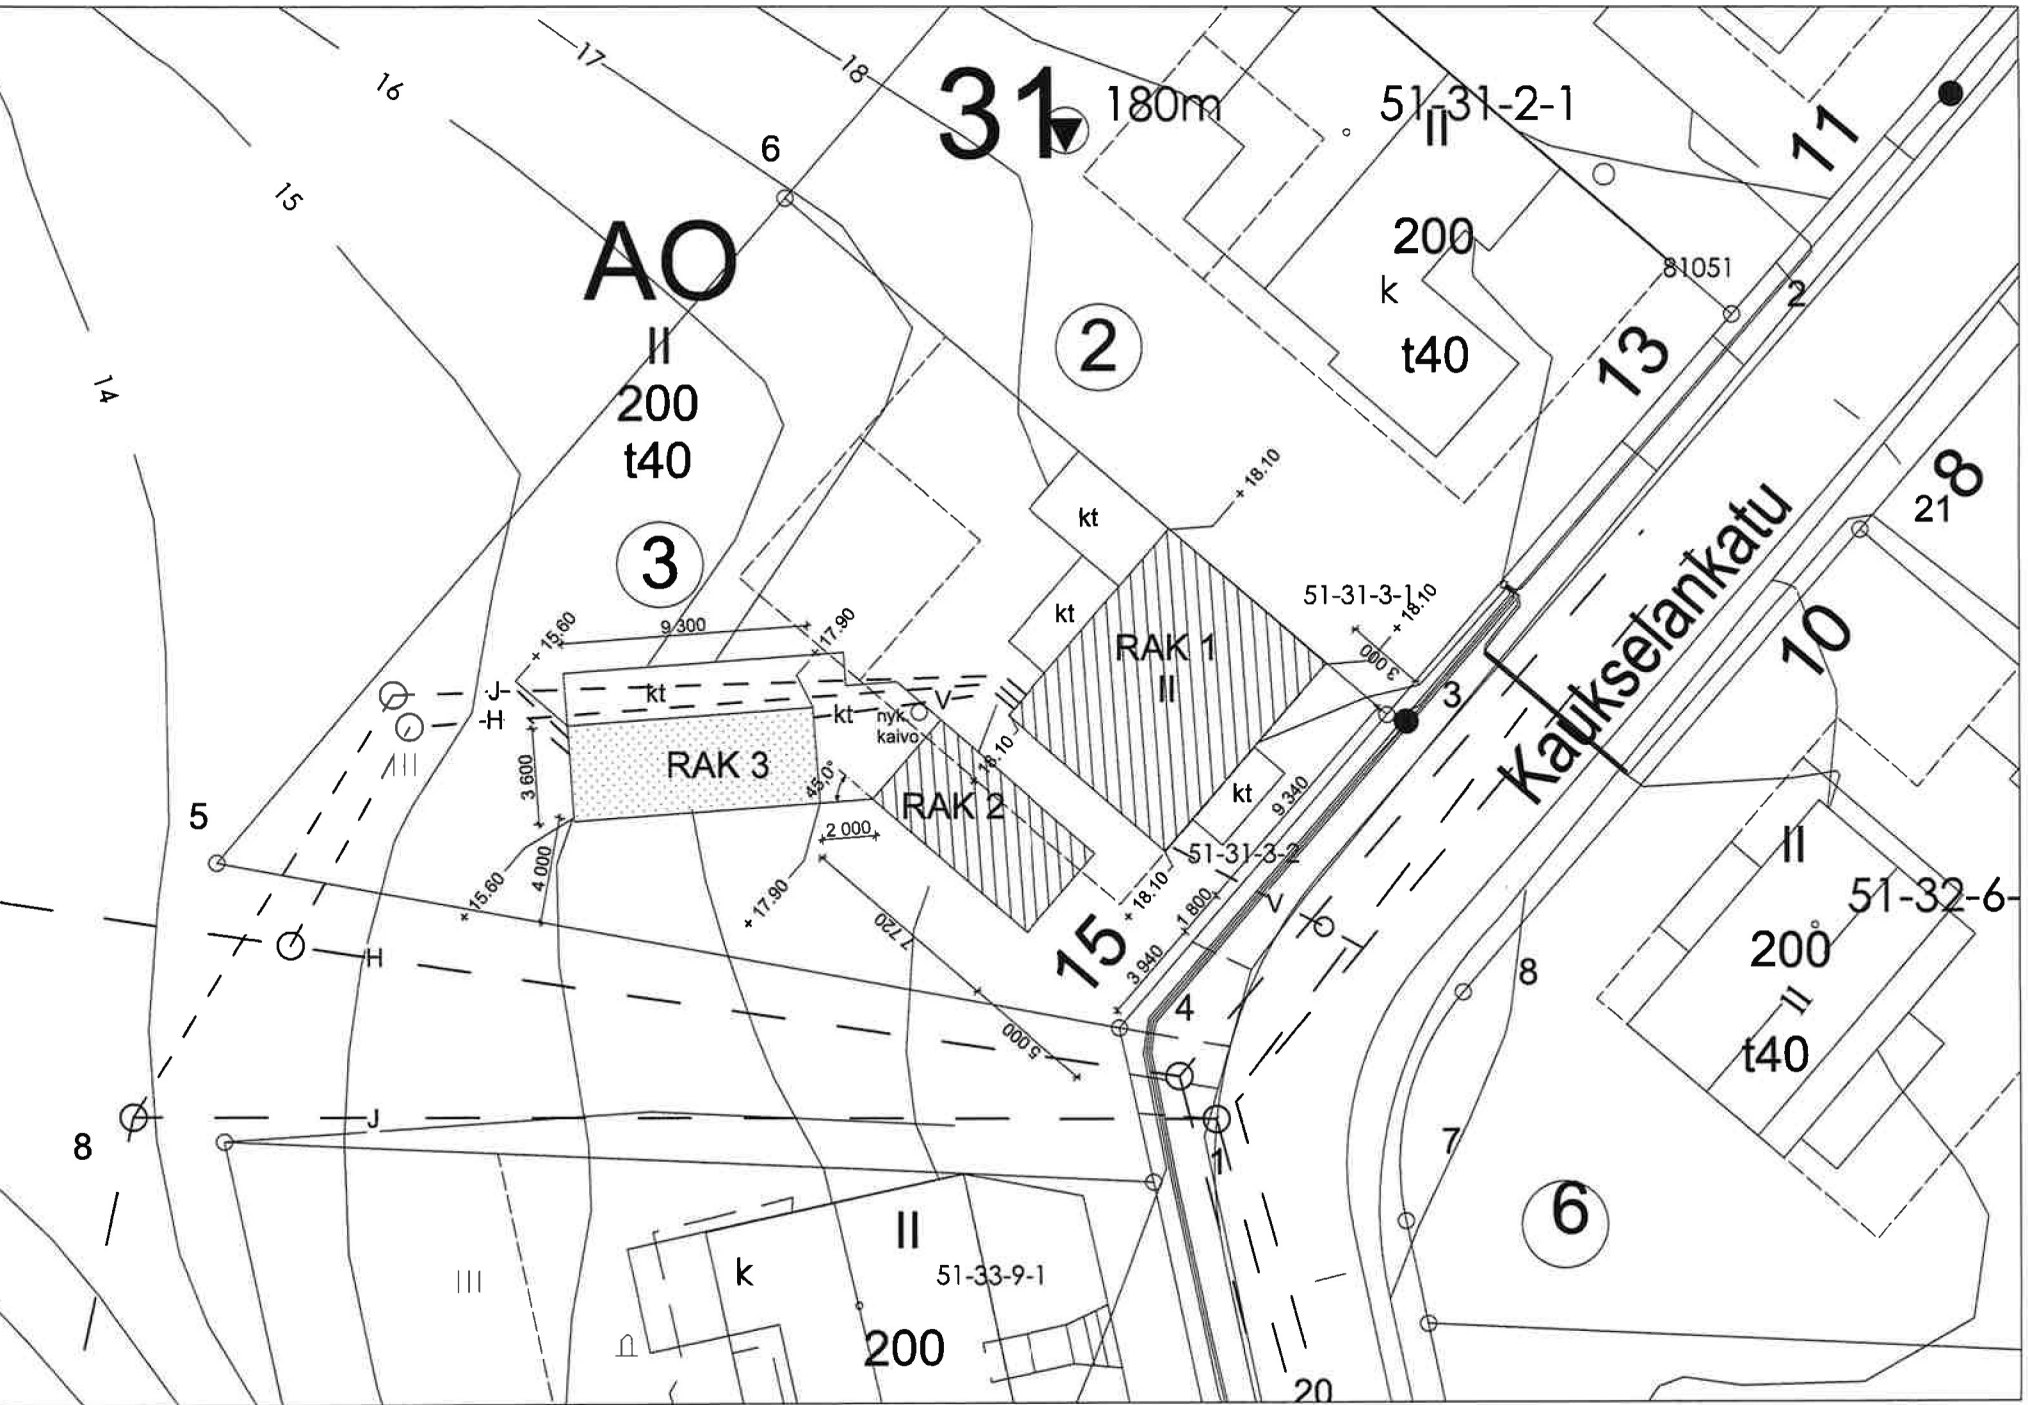 16
17
18
31
180m
51-31-2-1
II
11
6
15
AO
II
200
t40
200
k
t40
81051
2
13
2
14
3
kt
+ 18.10
8
21
Kaukselankatu
kt
51-31-3-1
+ 18.10
3 000
10
+ 15.60
9 300
+ 17.90
RAK 1
II
J
H
kt
kt
V
nyk.
kaivo
III
3
III
RAK 3
3 600
45,0°
18.10
RAK 2
kt
9 340
5
2 000
4 000
51-31-3-2
II
+ 15.60
+ 17.90
7 720
+ 18.10
1 800
V
51-32-6-
15
3 940
200
II
t40
H
4
8
5 000
J
8
1
7
6
II
k
51-33-9-1
III
200
20